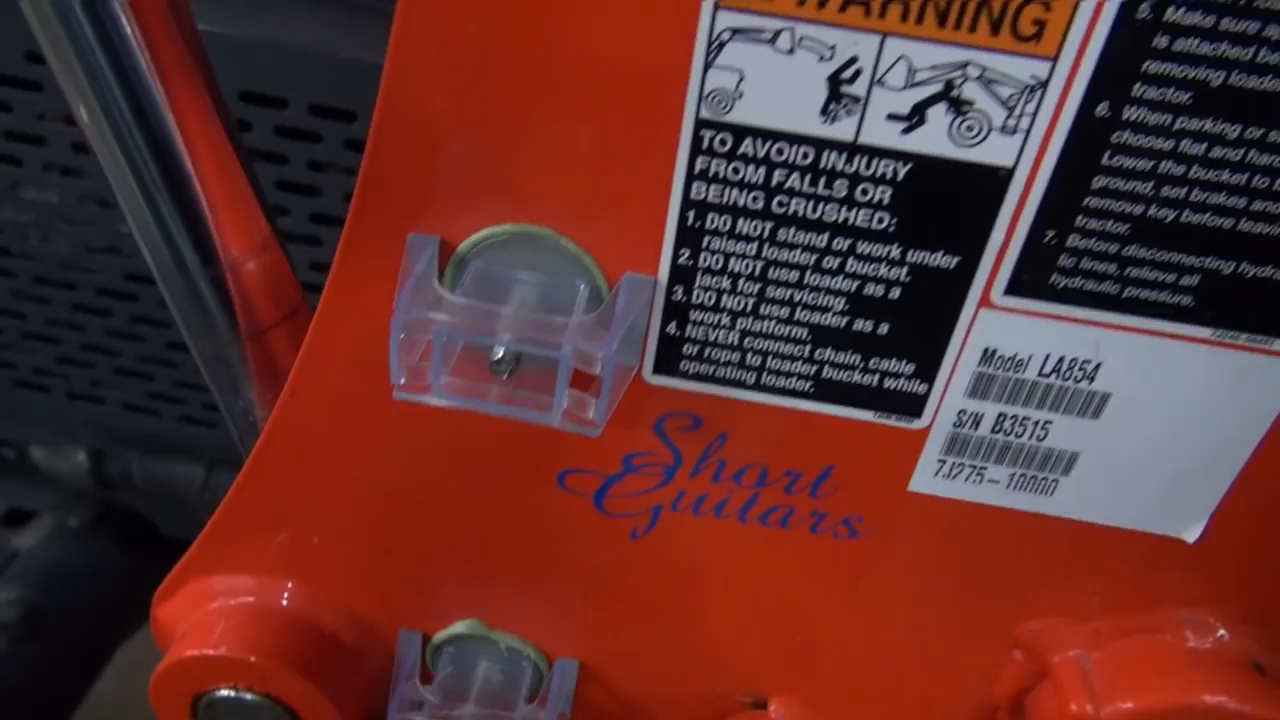 WARNING
TO AVOID INJURY
FROM FALLS OR
BEING CRUSHED:
1. DO NOT stand or work under
raised loader or bucket.
2. DO NOT use loader as a
jack for servicing.
3. DO NOT use loader as a
work platform.
4. NEVER connect chain, cable
or rope to loader bucket while
operating loader.
5. Make sure
is attached
removing loade
tractor.
6. When parking or
choose flat and
Lower the bucket to
ground, set brakes and
remove key before leavi
tractor.
7. Before disconnecting hydr
lic lines, relieve all
hydraulic pressure.
Model LA854
S/N B3515
7J275-10000
Short
Guitars